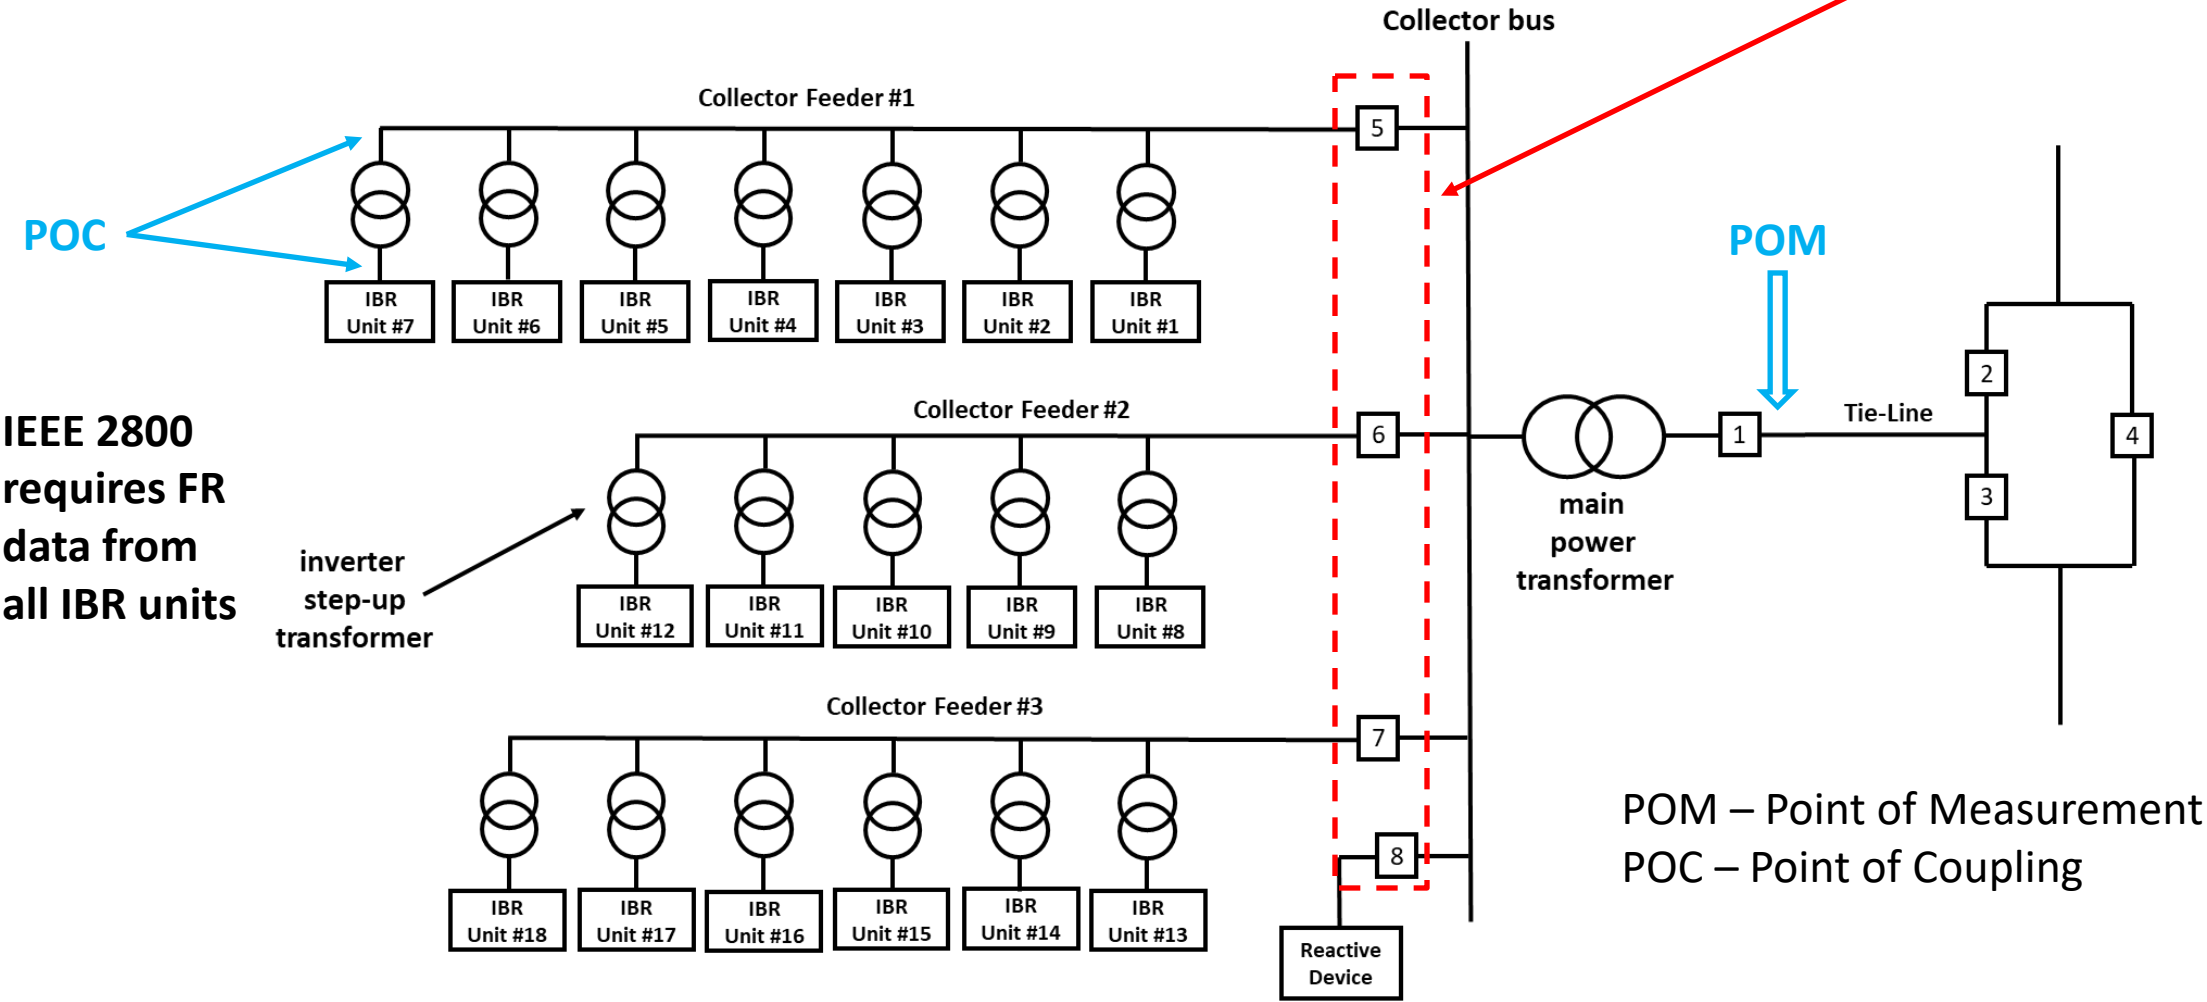 Collector bus
Collector Feeder #1
5
POC
IBR
Unit #7
IBR
Unit #6
IBR
Unit #5
IBR
Unit #4
IBR
Unit #3
IBR
Unit #2
IBR
Unit #1
POM
2
Collector Feeder #2
6
1
Tie-Line
4
3
IEEE 2800
requires FR
data from
all IBR units
inverter
step-up
transformer
main
power
transformer
IBR
Unit #12
IBR
Unit #11
IBR
Unit #10
IBR
Unit #9
IBR
Unit #8
Collector Feeder #3
7
8
IBR
Unit #18
IBR
Unit #17
IBR
Unit #16
IBR
Unit #15
IBR
Unit #14
IBR
Unit #13
Reactive
Device
POM – Point of Measurement
POC – Point of Coupling